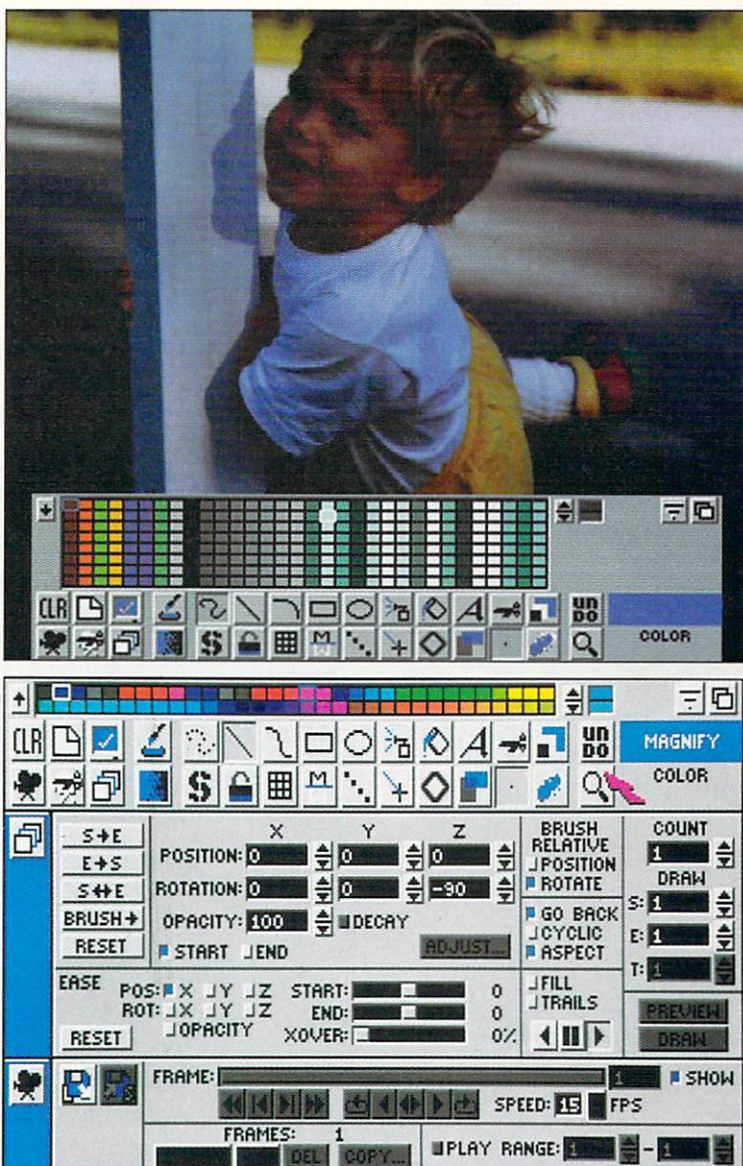 CLR
UN
DO
COLOR
CLR
UN
DO
MAGNIFY
COLOR
S→E
E→S
S↔E
BRUSH→
RESET
X Y Z
POSITION: 0 0 0
ROTATION: 0 0 -90
OPACITY: 100 DECAY
START END
ADJUST...
BRUSH
RELATIVE
POSITION
ROTATE
GO BACK
CYCLIC
ASPECT
FILL
TRAILS
COUNT
1
DRAW
S: 1
E: 1
T: 1
PREVIEW
DRAW
EASE
POS: X Y Z
ROT: X Y Z
OPACITY
RESET
START: 0
END: 0
XOVER: 0%
FRAME: 1 SHOW
SPEED: 15 FPS
FRAMES: 1
DEL COPY...
PLAY RANGE: 1 - 1